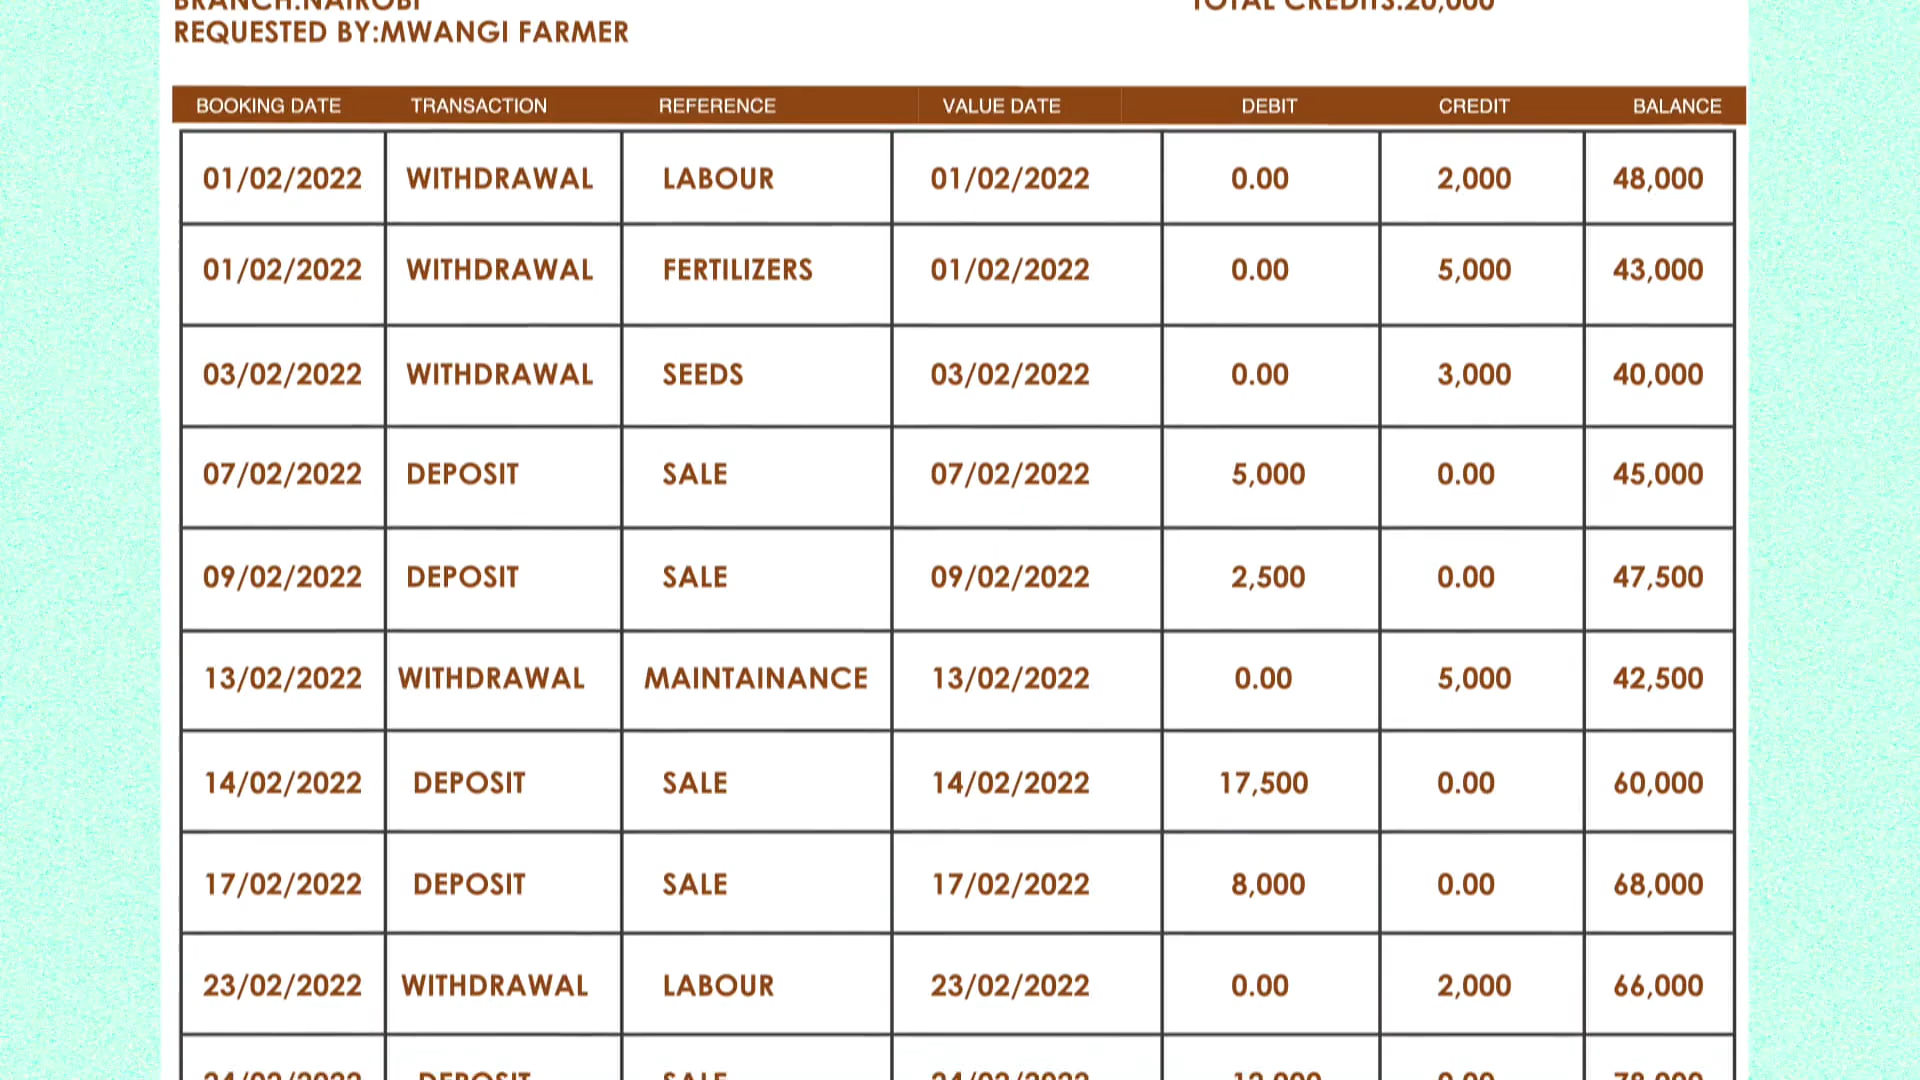 BRANCH:NAIROBI TOTAL CREDITS:20,000
REQUESTED BY:MWANGI FARMER
BOOKING DATE TRANSACTION REFERENCE VALUE DATE DEBIT CREDIT BALANCE
01/02/2022 WITHDRAWAL LABOUR 01/02/2022 0.00 2,000 48,000
01/02/2022 WITHDRAWAL FERTILIZERS 01/02/2022 0.00 5,000 43,000
03/02/2022 WITHDRAWAL SEEDS 03/02/2022 0.00 3,000 40,000
07/02/2022 DEPOSIT SALE 07/02/2022 5,000 0.00 45,000
09/02/2022 DEPOSIT SALE 09/02/2022 2,500 0.00 47,500
13/02/2022 WITHDRAWAL MAINTAINANCE 13/02/2022 0.00 5,000 42,500
14/02/2022 DEPOSIT SALE 14/02/2022 17,500 0.00 60,000
17/02/2022 DEPOSIT SALE 17/02/2022 8,000 0.00 68,000
23/02/2022 WITHDRAWAL LABOUR 23/02/2022 0.00 2,000 66,000
24/02/2022 DEPOSIT SALE 24/02/2022 12,000 0.00 78,000